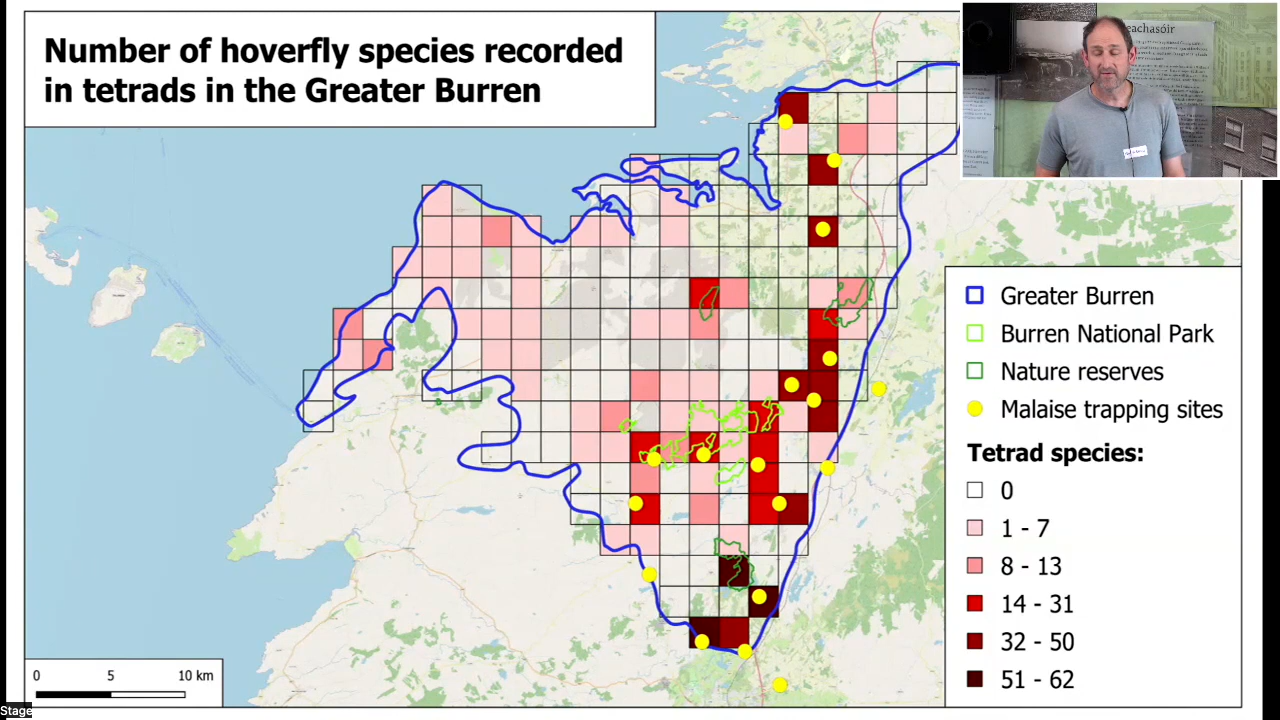 Number of hoverfly species recorded
in tetrads in the Greater Burren
Greater Burren
Burren National Park
Nature reserves
Malaise trapping sites
Tetrad species:
0
1 - 7
8 - 13
14 - 31
32 - 50
51 - 62
0 5 10 km
Stage